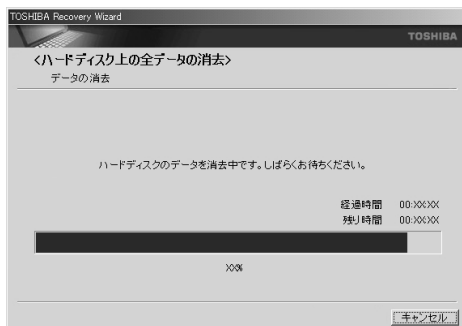 TOSHIBA Recovery Wizard
TOSHIBA
<ハードディスク上の全データの消去>
データの消去
ハードディスクのデータを消去中です。しばらくお待ちください。
経過時間 00:XX:XX
残り時間 00:XX:XX
XX%
キャンセル